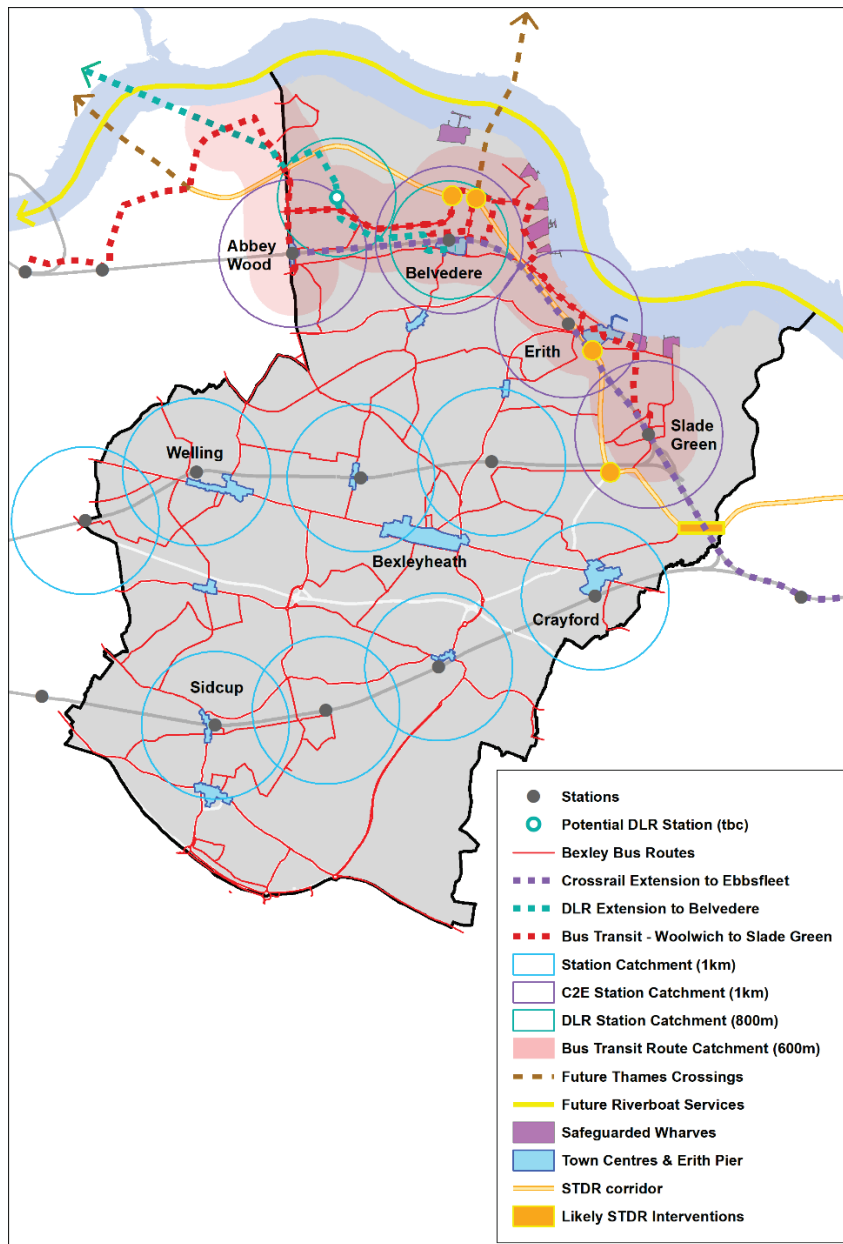 Abbey
Wood
Belvedere
Erith
Slade
Green
Welling
Bexleyheath
Crayford
Sidcup
Stations
Potential DLR Station (tbc)
Bexley Bus Routes
Crossrail Extension to Ebbsfleet
DLR Extension to Belvedere
Bus Transit - Woolwich to Slade Green
Station Catchment (1km)
C2E Station Catchment (1km)
DLR Station Catchment (800m)
Bus Transit Route Catchment (600m)
Future Thames Crossings
Future Riverboat Services
Safeguarded Wharves
Town Centres & Erith Pier
STDR corridor
Likely STDR Interventions